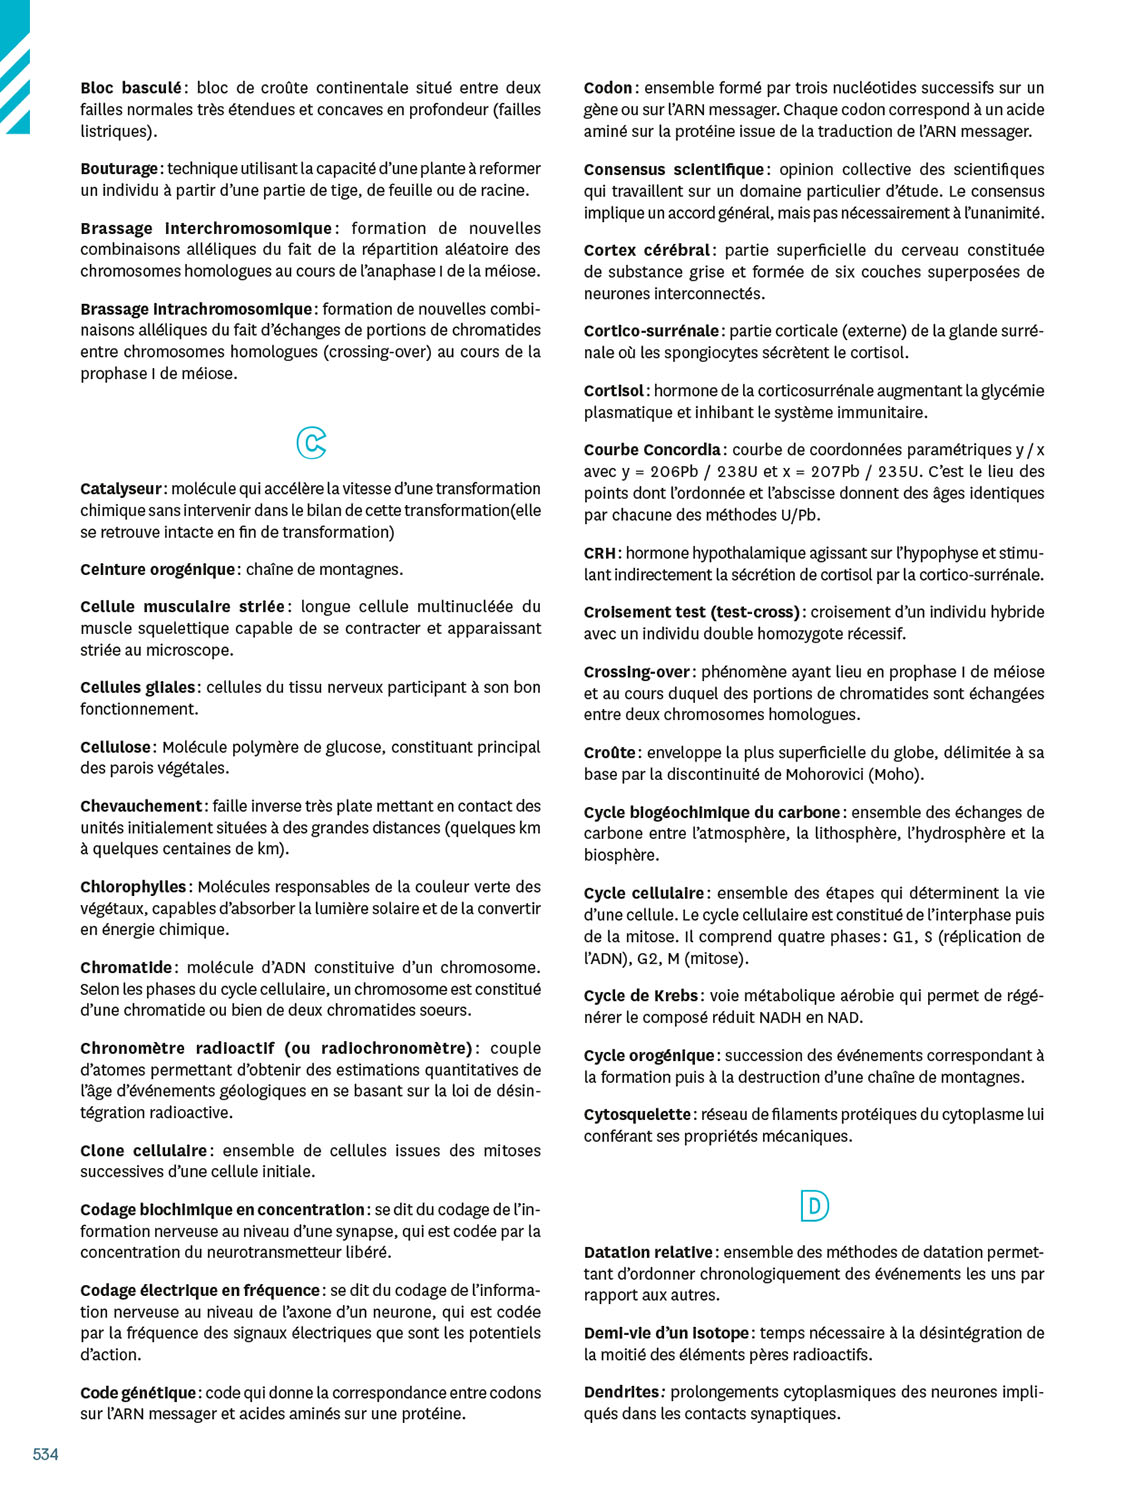 Bloc basculé : bloc de croûte continentale situé entre deux
failles normales très étendues et concaves en profondeur (failles
listriques).
Bouturage : technique utilisant la capacité d’une plante à reformer
un individu à partir d’une partie de tige, de feuille ou de racine.
Brassage interchromosomique : formation de nouvelles
combinaisons alléliques du fait de la répartition aléatoire des
chromosomes homologues au cours de l’anaphase I de la méiose.
Brassage intrachromosomique : formation de nouvelles combi-
naisons alléliques du fait d’échanges de portions de chromatides
entre chromosomes homologues (crossing-over) au cours de la
prophase I de méiose.
C
Catalyseur : molécule qui accélère la vitesse d’une transformation
chimique sans intervenir dans le bilan de cette transformation(elle
se retrouve intacte en fin de transformation)
Ceinture orogénique : chaîne de montagnes.
Cellule musculaire striée : longue cellule multinucléée du
muscle squelettique capable de se contracter et apparaissant
striée au microscope.
Cellules gliales : cellules du tissu nerveux participant à son bon
fonctionnement.
Cellulose : Molécule polymère de glucose, constituant principal
des parois végétales.
Chevauchement : faille inverse très plate mettant en contact des
unités initialement situées à des grandes distances (quelques km
à quelques centaines de km).
Chlorophylles : Molécules responsables de la couleur verte des
végétaux, capables d’absorber la lumière solaire et de la convertir
en énergie chimique.
Chromatide : molécule d’ADN constituive d’un chromosome.
Selon les phases du cycle cellulaire, un chromosome est constitué
d’une chromatide ou bien de deux chromatides soeurs.
Chronomètre radioactif (ou radiochronomètre) : couple
d’atomes permettant d’obtenir des estimations quantitatives de
l’âge d’événements géologiques en se basant sur la loi de désin-
tégration radioactive.
Clone cellulaire : ensemble de cellules issues des mitoses
successives d’une cellule initiale.
Codage biochimique en concentration : se dit du codage de l’in-
formation nerveuse au niveau d’une synapse, qui est codée par la
concentration du neurotransmetteur libéré.
Codage électrique en fréquence : se dit du codage de l’informa-
tion nerveuse au niveau de l’axone d’un neurone, qui est codée
par la fréquence des signaux électriques que sont les potentiels
d’action.
Code génétique : code qui donne la correspondance entre codons
sur l’ARN messager et acides aminés sur une protéine.
Codon : ensemble formé par trois nucléotides successifs sur un
gène ou sur l’ARN messager. Chaque codon correspond à un acide
aminé sur la protéine issue de la traduction de l’ARN messager.
Consensus scientifique : opinion collective des scientifiques
qui travaillent sur un domaine particulier d’étude. Le consensus
implique un accord général, mais pas nécessairement à l’unanimité.
Cortex cérébral : partie superficielle du cerveau constituée
de substance grise et formée de six couches superposées de
neurones interconnectés.
Cortico-surrénale : partie corticale (externe) de la glande surré-
nale où les spongiocytes sécrètent le cortisol.
Cortisol : hormone de la corticosurrénale augmentant la glycémie
plasmatique et inhibant le système immunitaire.
Courbe Concordia : courbe de coordonnées paramétriques y / x
avec y = 206Pb / 238U et x = 207Pb / 235U. C’est le lieu des
points dont l’ordonnée et l’abscisse donnent des âges identiques
par chacune des méthodes U/Pb.
CRH : hormone hypothalamique agissant sur l’hypophyse et stimu-
lant indirectement la sécrétion de cortisol par la cortico-surrénale.
Croisement test (test-cross) : croisement d’un individu hybride
avec un individu double homozygote récessif.
Crossing-over : phénomène ayant lieu en prophase I de méiose
et au cours duquel des portions de chromatides sont échangées
entre deux chromosomes homologues.
Croûte : enveloppe la plus superficielle du globe, délimitée à sa
base par la discontinuité de Mohorovici (Moho).
Cycle biogéochimique du carbone : ensemble des échanges de
carbone entre l’atmosphère, la lithosphère, l’hydrosphère et la
biosphère.
Cycle cellulaire : ensemble des étapes qui déterminent la vie
d’une cellule. Le cycle cellulaire est constitué de l’interphase puis
de la mitose. Il comprend quatre phases : G1, S (réplication de
l’ADN), G2, M (mitose).
Cycle de Krebs : voie métabolique aérobie qui permet de régé-
nérer le composé réduit NADH en NAD.
Cycle orogénique : succession des événements correspondant à
la formation puis à la destruction d’une chaîne de montagnes.
Cytosquelette : réseau de filaments protéiques du cytoplasme lui
conférant ses propriétés mécaniques.
D
Datation relative : ensemble des méthodes de datation permet-
tant d’ordonner chronologiquement des événements les uns par
rapport aux autres.
Demi-vie d’un isotope : temps nécessaire à la désintégration de
la moitié des éléments pères radioactifs.
Dendrites : prolongements cytoplasmiques des neurones impli-
qués dans les contacts synaptiques.
534